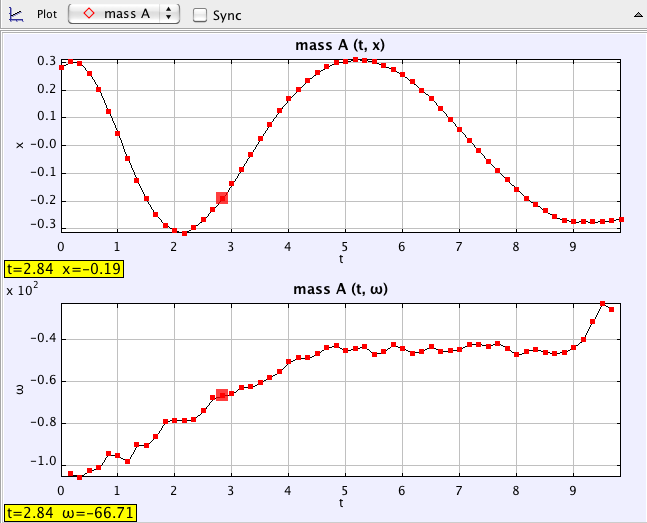 Plot mass A Sync
mass A (t, x)
0.3
0.2
0.1
-0.0
-0.1
-0.2
-0.3
x
0 1 2 3 4 5 6 7 8 9
t
t=2.84 x=-0.19
x 10²
mass A (t, ω)
-0.4
-0.6
-0.8
-1.0
ω
0 1 2 3 4 5 6 7 8 9
t
t=2.84 ω=-66.71